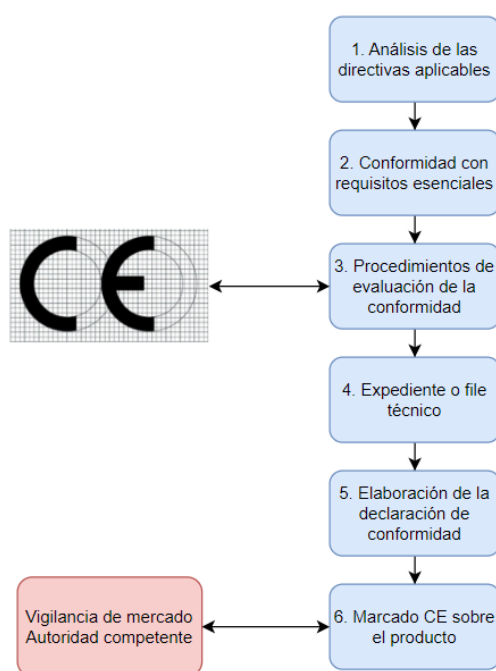 1. Análisis de las
directivas aplicables
2. Conformidad con
requisitos esenciales
CE
3. Procedimientos de
evaluación de la
conformidad
4. Expediente o file
técnico
5. Elaboración de la
declaración de
conformidad
Vigilancia de mercado
Autoridad competente
6. Marcado CE sobre
el producto